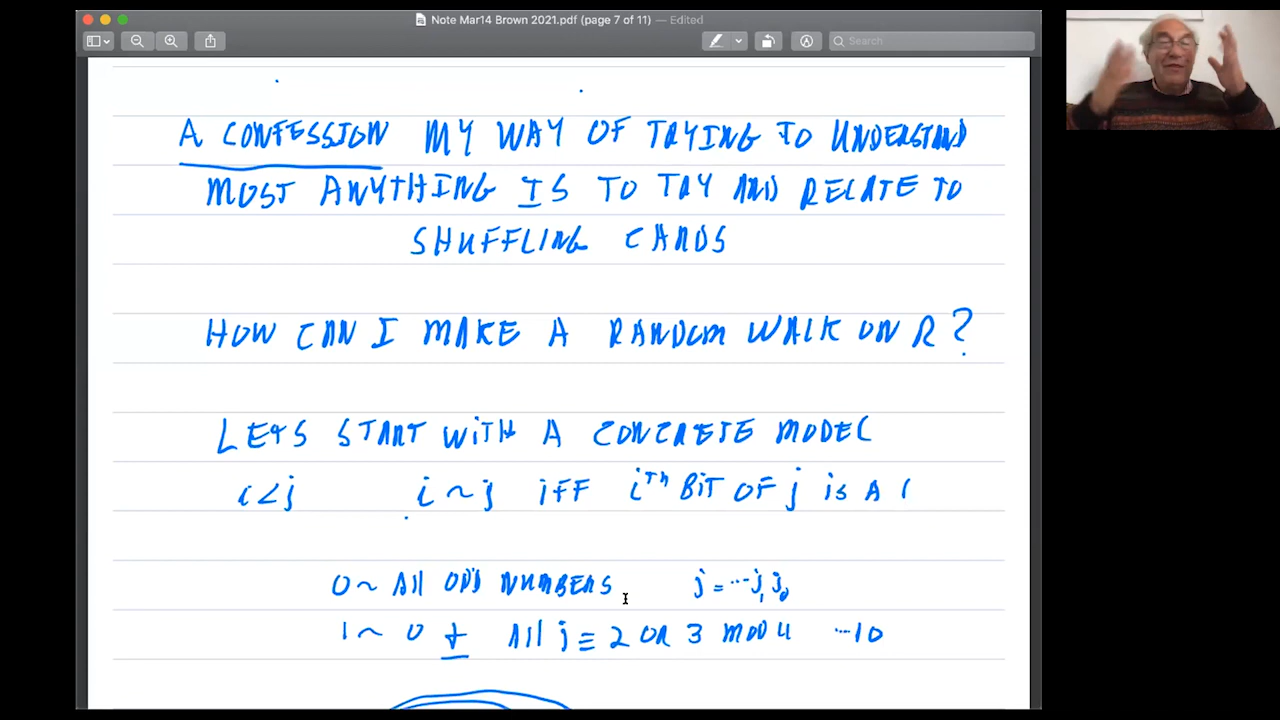 Note Mar14 Brown 2021.pdf (page 7 of 11) — Edited
Search
A CONFESSION MY WAY OF TRYING TO UNDERSTAND
MOST ANYTHING IS TO TRY AND RELATE TO
SHUFFLING CARDS
HOW CAN I MAKE A RANDOM WALK ON R?
LETS START WITH A CONCRETE MODEL
i<j i ~ j iFF iTH BiT OF j is A 1
0 ~ All ODD NUMBERS j = ...j₁j₀
1 ~ 0 + All j ≡ 2 OR 3 MOD 4 ...10